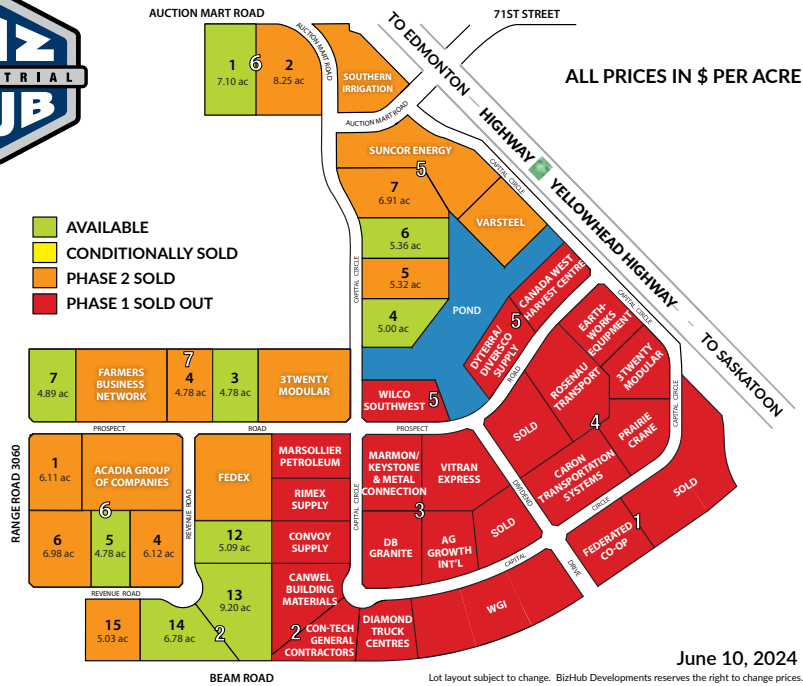 AUCTION MART ROAD
71ST STREET
TO EDMONTON
HIGHWAY
YELLOWHEAD HIGHWAY
TO SASKATOON
ALL PRICES IN $ PER ACRE
TRIAL
UB
AUCTION MART ROAD
1
7.10 ac
6
2
8.25 ac
SOUTHERN
IRRIGATION
AUCTION MART ROAD
CAPITAL CIRCLE
SUNCOR ENERGY
5
7
6.91 ac
VARSTEEL
6
5.36 ac
5
5.32 ac
4
5.00 ac
POND
CAPITAL CIRCLE
AVAILABLE
CONDITIONALLY SOLD
PHASE 2 SOLD
PHASE 1 SOLD OUT
CANADA WEST
HARVEST CENTRE
5
DYTERRA/
DIVERSCO
SUPPLY
WILCO
SOUTHWEST
5
ROAD
CAPITAL CIRCLE
EARTH-
WORKS
EQUIPMENT
3TWENTY
MODULAR
ROSENAU
TRANSPORT
4
PRAIRIE
CRANE
SOLD
CARON
TRANSPORTATION
SYSTEMS
CAPITAL CIRCLE
7
4.89 ac
FARMERS
BUSINESS
NETWORK
7
4
4.78 ac
3
4.78 ac
3TWENTY
MODULAR
PROSPECT
ROAD
PROSPECT
RANGE ROAD 3060
1
6.11 ac
ACADIA GROUP
OF COMPANIES
6
6
6.98 ac
5
4.78 ac
4
6.12 ac
REVENUE ROAD
REVENUE ROAD
FEDEX
12
5.09 ac
13
9.20 ac
15
5.03 ac
14
6.78 ac
2
MARSOLLIER
PETROLEUM
RIMEX
SUPPLY
CONVOY
SUPPLY
CANWEL
BUILDING
MATERIALS
2
CON-TECH
GENERAL
CONTRACTORS
CAPITAL CIRCLE
MARMON/
KEYSTONE
& METAL
CONNECTION
VITRAN
EXPRESS
3
DB
GRANITE
AG
GROWTH
INT'L
SOLD
DIVIDEND
DRIVE
CAPITAL
CIRCLE
DIAMOND
TRUCK
CENTRES
WGI
FEDERATED
CO-OP
1
SOLD
BEAM ROAD
June 10, 2024
Lot layout subject to change. BizHub Developments reserves the right to change prices.